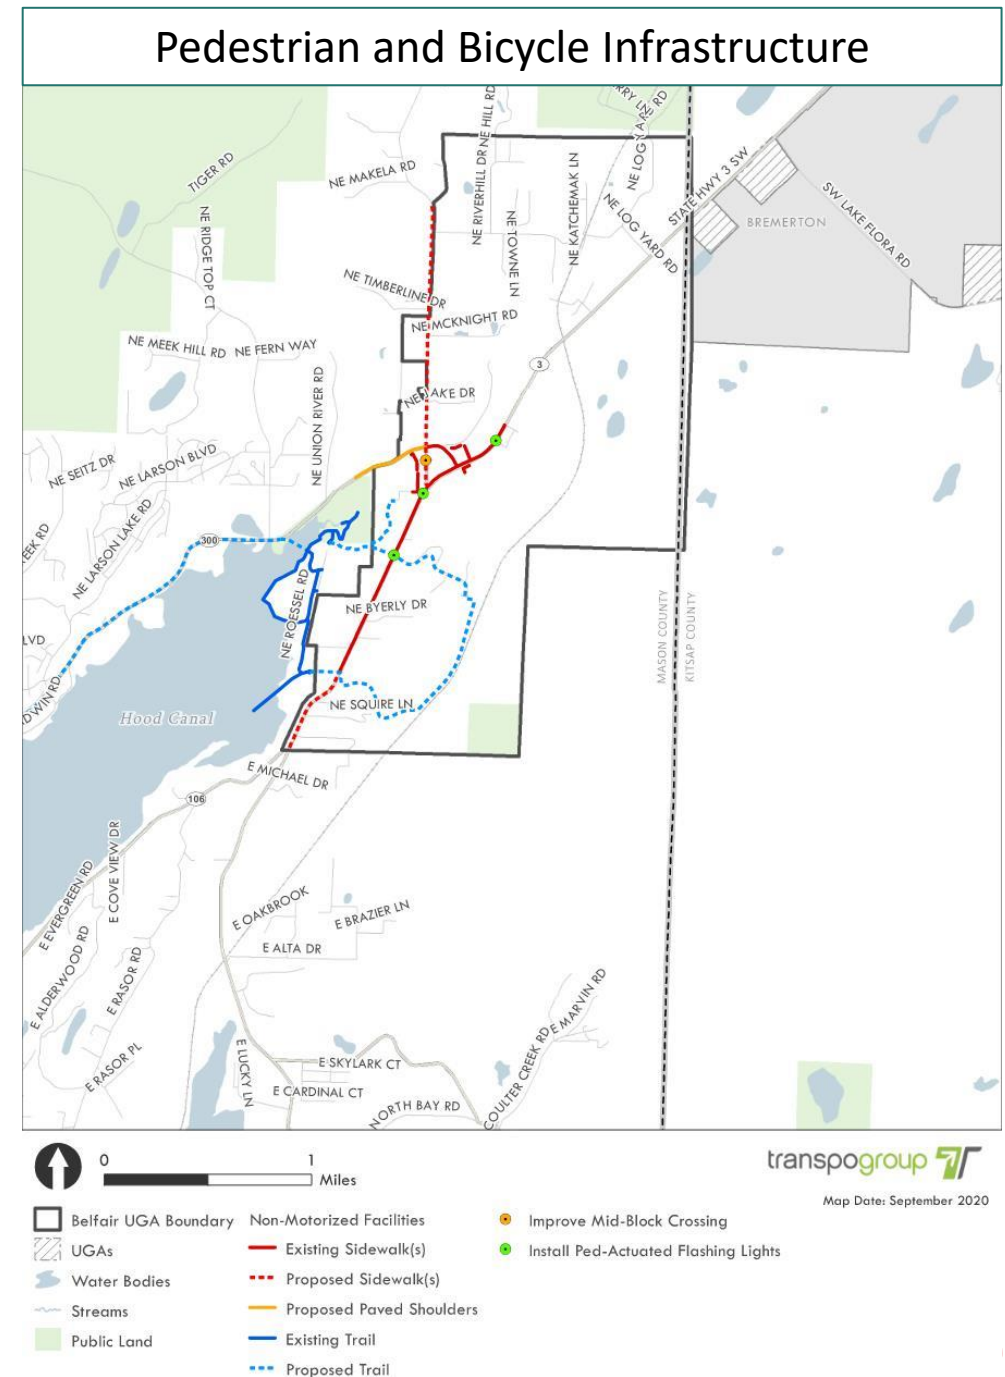 Pedestrian and Bicycle Infrastructure
NE HILL RD
NE RIVERHILL DR
TIGER RD
NE MAKELA RD
NE KATCHEMAK LN
STATE HWY 3 SW
SW LAKE FLORA RD
BREMERTON
NE RIDGE TOP CT
NE TOWNE LN
NE LOG YARD RD
NE TIMBERLINE DR
NE MCKNIGHT RD
NE MEEK HILL RD
NE FERN WAY
3
NE LAKE DR
NE UNION RIVER RD
NE SEITZ DR
NE LARSON BLVD
NE LARSON LAKE RD
EEK RD
300
NE ROESSEL RD
NE BYERLY DR
MASON COUNTY
KITSAP COUNTY
LVD
DWIN RD
NE SQUIRE LN
Hood Canal
E MICHAEL DR
106
E COVE VIEW DR
E EVERGREEN RD
E OAKBROOK
E BRAZIER LN
E ALTA DR
E ALDERWOOD RD
E RASOR RD
E MARVIN RD
COULTER CREEK RD
E LUCKY LN
E SKYLARK CT
E RASOR PL
E CARDINAL CT
NORTH BAY RD
0 1
Miles
transpogroup
Map Date: September 2020
Belfair UGA Boundary
UGAs
Water Bodies
Streams
Public Land
Non-Motorized Facilities
Existing Sidewalk(s)
Proposed Sidewalk(s)
Proposed Paved Shoulders
Existing Trail
Proposed Trail
Improve Mid-Block Crossing
Install Ped-Actuated Flashing Lights